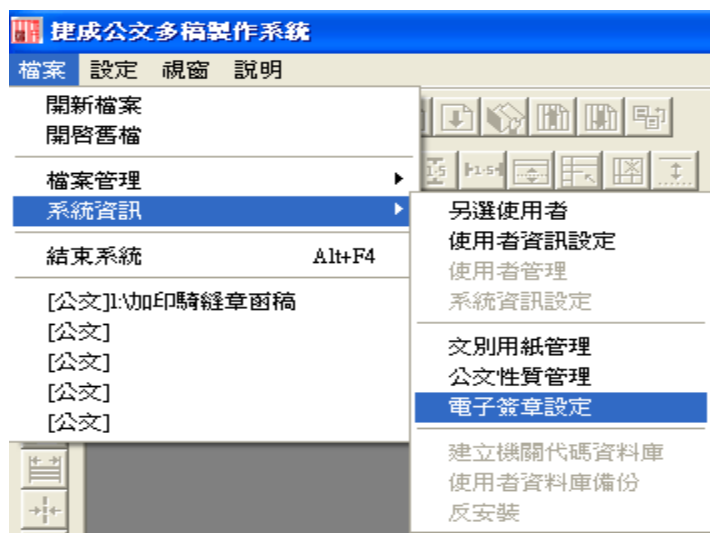 捷成公文多稿製作系統
檔案 設定 視窗 說明
開新檔案
開啓舊檔
檔案管理
系統資訊
結束系統 Alt+F4
[公文]l:\加印騎縫章函稿
[公文]
[公文]
[公文]
[公文]
另選使用者
使用者資訊設定
使用者管理
系統資訊設定
文別用紙管理
公文性質管理
電子簽章設定
建立機關代碼資料庫
使用者資料庫備份
反安裝